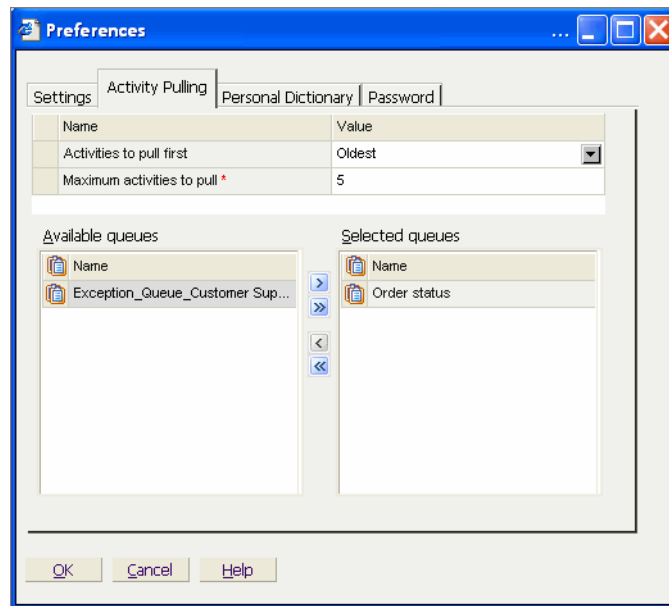 Preferences ...
Settings Activity Pulling Personal Dictionary Password
Name Value
Activities to pull first Oldest
Maximum activities to pull * 5
Available queues Selected queues
Name Name
Exception_Queue_Customer Sup... Order status
OK Cancel Help